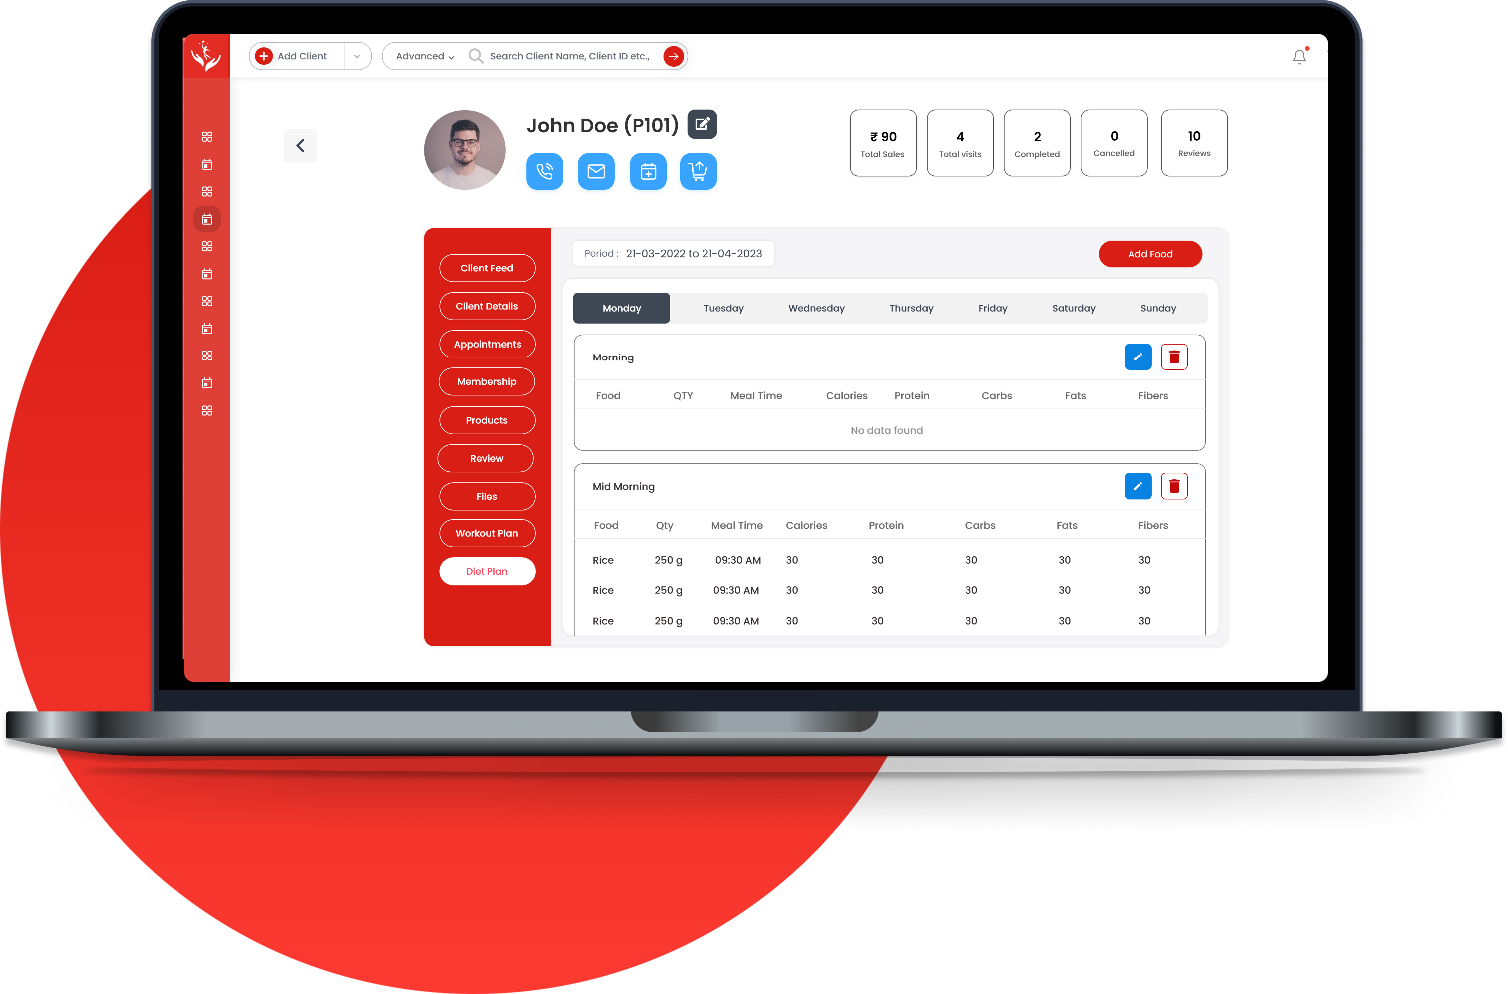 Add Client
Advanced
Search Client Name, Client ID etc.,
John Doe (P101)
₹ 90
Total Sales
4
Total visits
2
Completed
0
Cancelled
10
Reviews
Client Feed
Client Details
Appointments
Membership
Products
Review
Files
Workout Plan
Diet Plan
Period : 21-03-2022 to 21-04-2023
Add Food
Monday Tuesday Wednesday Thursday Friday Saturday Sunday
Morning
Food QTY Meal Time Calories Protein Carbs Fats Fibers
No data found
Mid Morning
Food Qty Meal Time Calories Protein Carbs Fats Fibers
Rice 250 g 09:30 AM 30 30 30 30 30
Rice 250 g 09:30 AM 30 30 30 30 30
Rice 250 g 09:30 AM 30 30 30 30 30